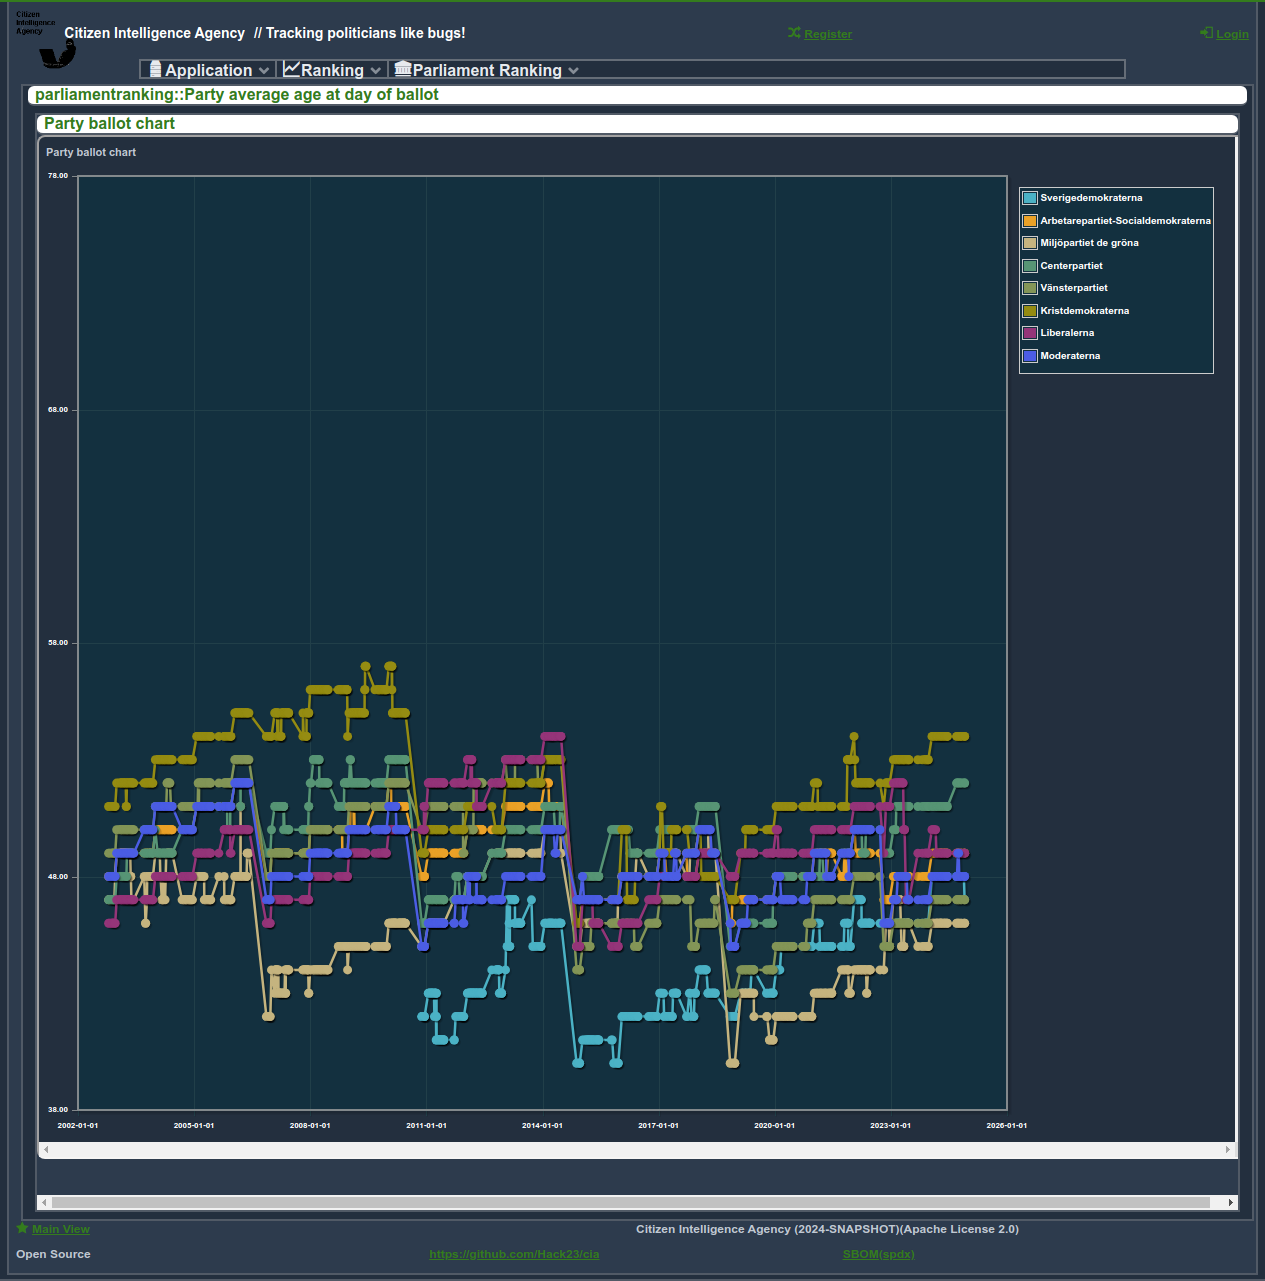 Citizen
Intelligence
Agency
Citizen Intelligence Agency // Tracking politicians like bugs!
Register
Login
Application
Ranking
Parliament Ranking
parliamentranking::Party average age at day of ballot
Party ballot chart
Party ballot chart
78.00
68.00
58.00
48.00
38.00
2002-01-01
2005-01-01
2008-01-01
2011-01-01
2014-01-01
2017-01-01
2020-01-01
2023-01-01
2026-01-01
Sverigedemokraterna
Arbetarepartiet-Socialdemokraterna
Miljöpartiet de gröna
Centerpartiet
Vänsterpartiet
Kristdemokraterna
Liberalerna
Moderaterna
Main View
Citizen Intelligence Agency (2024-SNAPSHOT)(Apache License 2.0)
Open Source
https://github.com/Hack23/cia
SBOM(spdx)